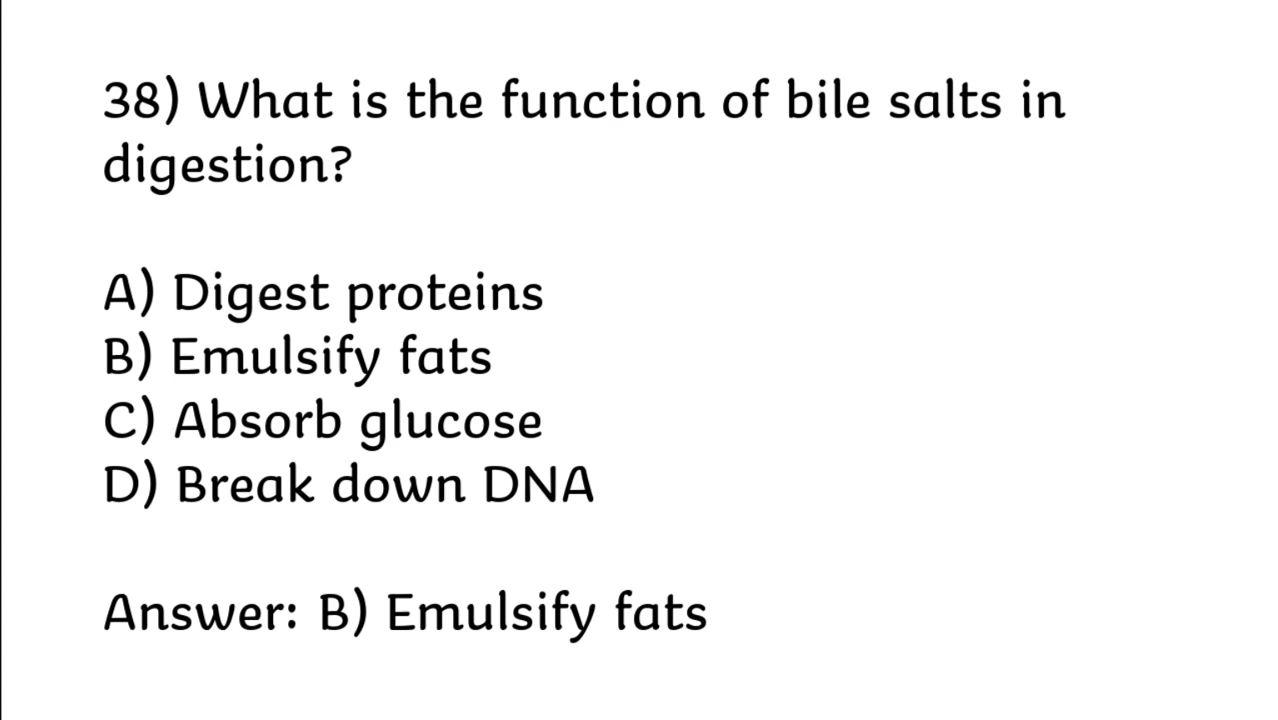 38) What is the function of bile salts in
digestion?
A) Digest proteins
B) Emulsify fats
C) Absorb glucose
D) Break down DNA
Answer: B) Emulsify fats